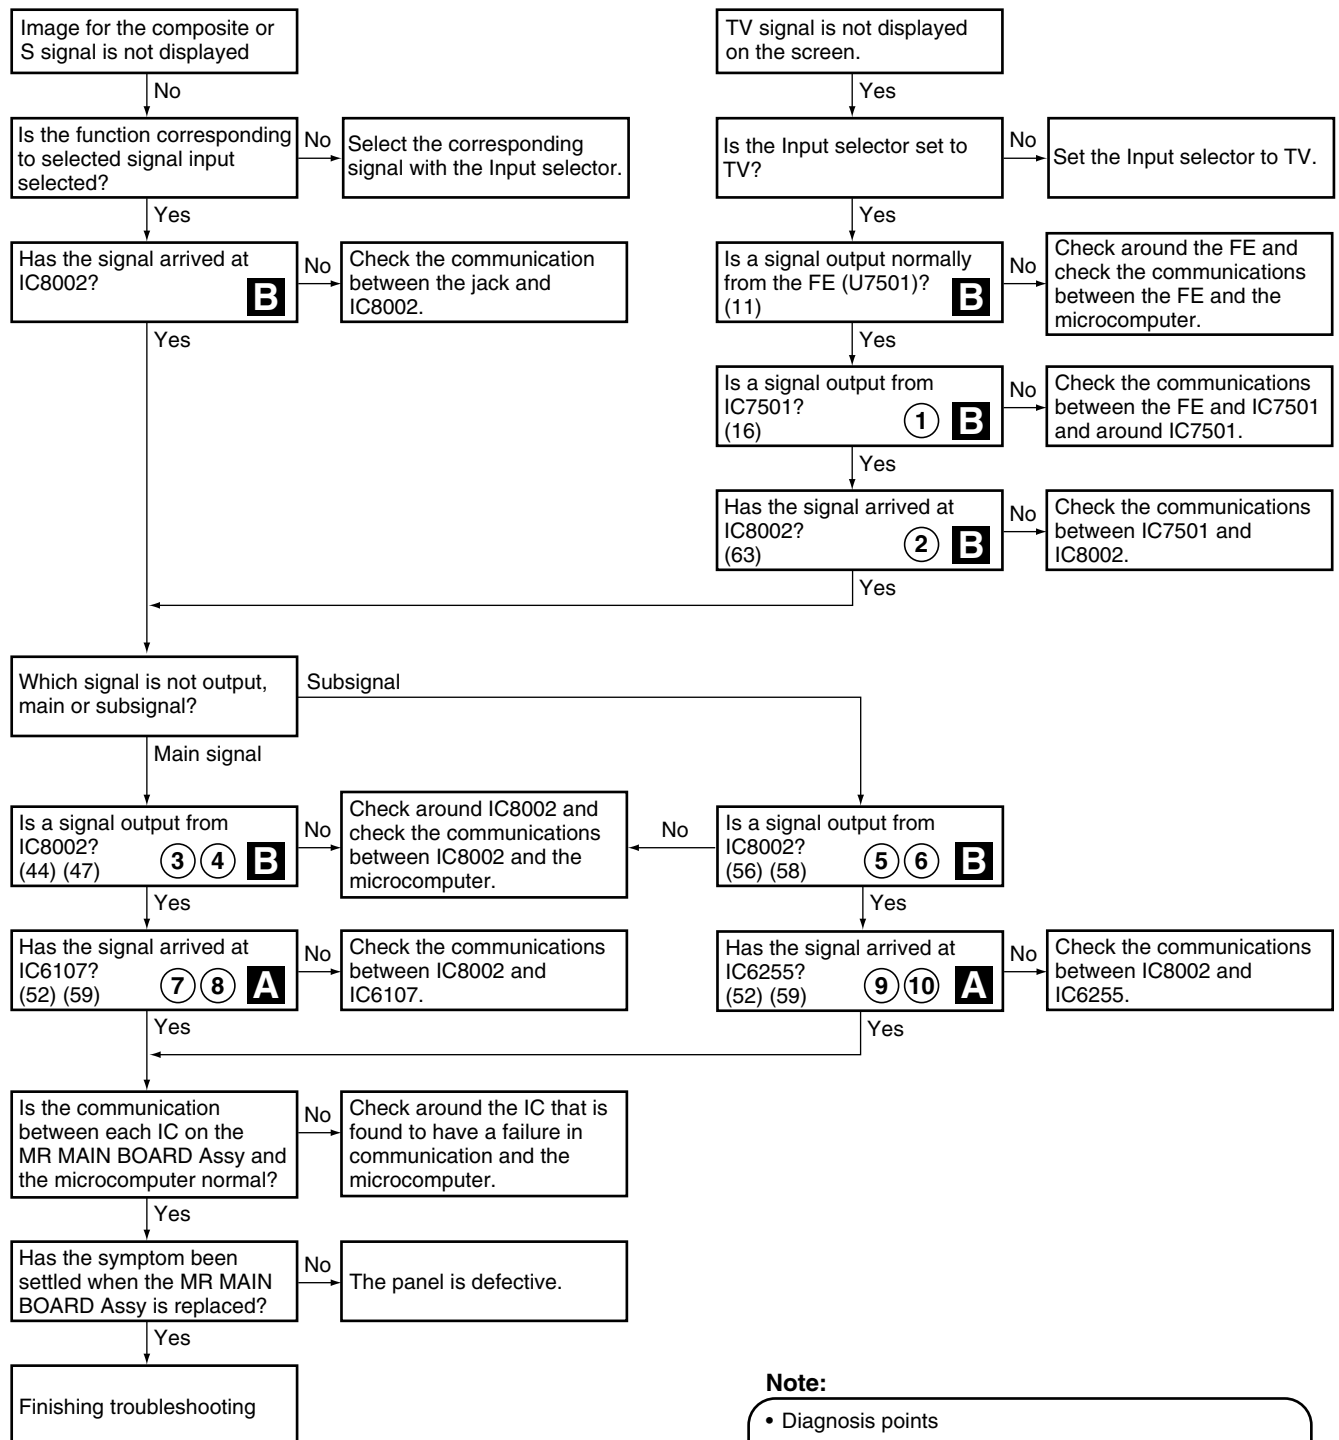 Image for the composite or
S signal is not displayed
No
Is the function corresponding
to selected signal input
selected?
No
Select the corresponding
signal with the Input selector.
Yes
Has the signal arrived at
IC8002?
B
No
Check the communication
between the jack and
IC8002.
Yes
TV signal is not displayed
on the screen.
Yes
Is the Input selector set to
TV?
No
Set the Input selector to TV.
Yes
Is a signal output normally
from the FE (U7501)?
(11)
B
No
Check around the FE and
check the communications
between the FE and the
microcomputer.
Yes
Is a signal output from
IC7501?
(16)
1 B
No
Check the communications
between the FE and IC7501
and around IC7501.
Yes
Has the signal arrived at
IC8002?
(63)
2 B
No
Check the communications
between IC7501 and
IC8002.
Yes
Which signal is not output,
main or subsignal?
Subsignal
Main signal
Is a signal output from
IC8002?
(44) (47)
3 4 B
No
Check around IC8002 and
check the communications
between IC8002 and the
microcomputer.
No
Is a signal output from
IC8002?
(56) (58)
5 6 B
Yes
Yes
Has the signal arrived at
IC6107?
(52) (59)
7 8 A
No
Check the communications
between IC8002 and
IC6107.
Has the signal arrived at
IC6255?
(52) (59)
9 10 A
No
Check the communications
between IC8002 and
IC6255.
Yes
Yes
Is the communication
between each IC on the
MR MAIN BOARD Assy and
the microcomputer normal?
No
Check around the IC that is
found to have a failure in
communication and the
microcomputer.
Yes
Has the symptom been
settled when the MR MAIN
BOARD Assy is replaced?
No
The panel is defective.
Yes
Finishing troubleshooting
Note:
• Diagnosis points